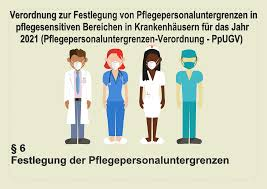 Verordnung zur Festlegung von Pflegepersonaluntergrenzen in
pflegesensitiven Bereichen in Krankenhäusern für das Jahr
2021 (Pflegepersonaluntergrenzen-Verordnung - PpUGV)
§ 6
Festlegung der Pflegepersonaluntergrenzen